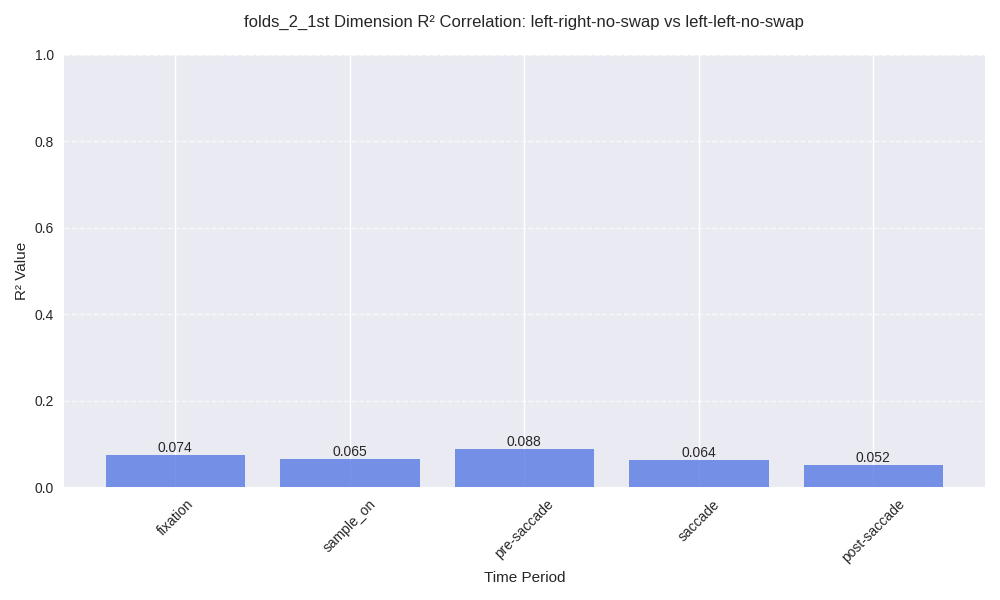 folds_2_1st Dimension R² Correlation: left-right-no-swap vs left-left-no-swap
1.0
0.8
0.6
0.4
0.2
0.0
R² Value
0.074
0.065
0.088
0.064
0.052
fixation
sample_on
pre-saccade
saccade
post-saccade
Time Period